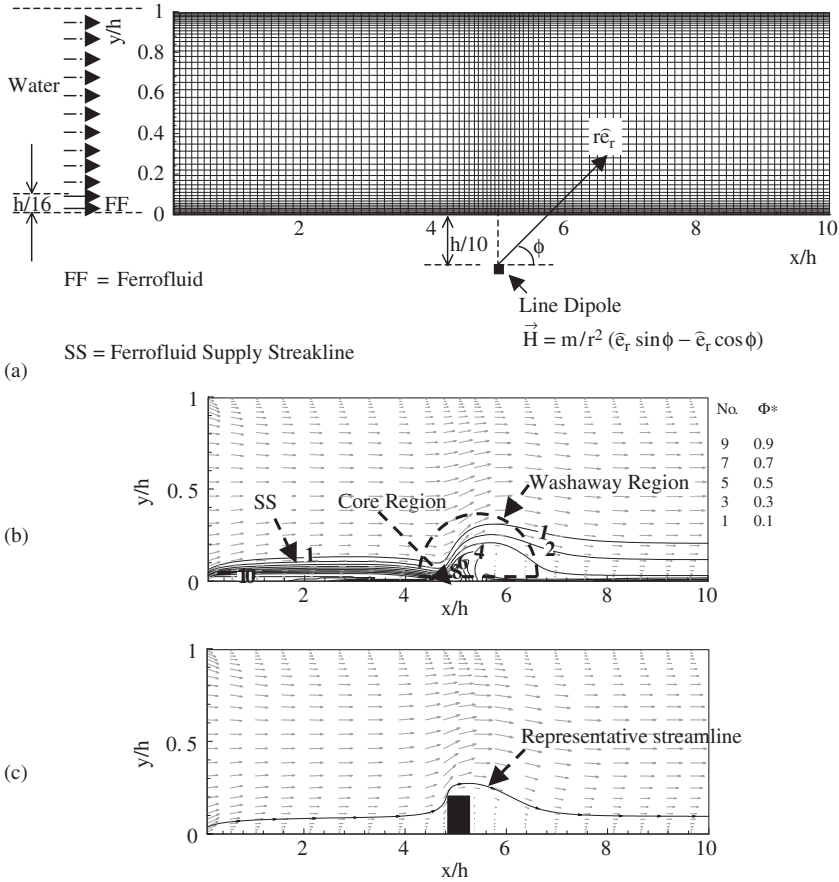 1
0.8
0.6
0.4
0.2
0
y/h
Water
h/16
FF
rê_r
2
4
6
8
10
x/h
h/10
ϕ
FF = Ferrofluid
Line Dipole
H⃗ = m/r² (ê_r sinϕ − ê_r cosϕ)
SS = Ferrofluid Supply Streakline
(a)
1
0.5
0
y/h
SS
Core Region
Washaway Region
1
10
1
2
4
6
8
2
4
6
8
10
x/h
No. Φ*
9 0.9
7 0.7
5 0.5
3 0.3
1 0.1
(b)
1
0.5
0
y/h
Representative streamline
2
4
6
8
10
x/h
(c)